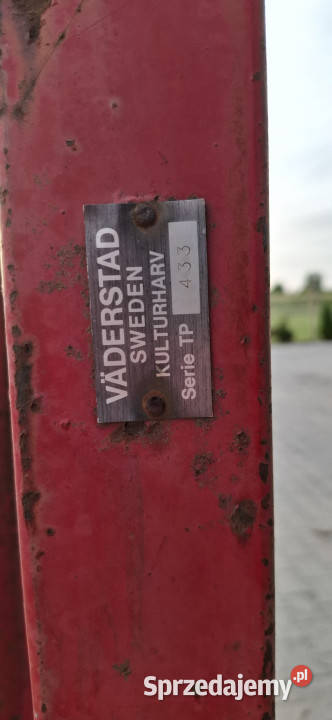 VÄDERSTAD
SWEDEN
KULTURHARV
Serie TP 433
Sprzedajemy.pl